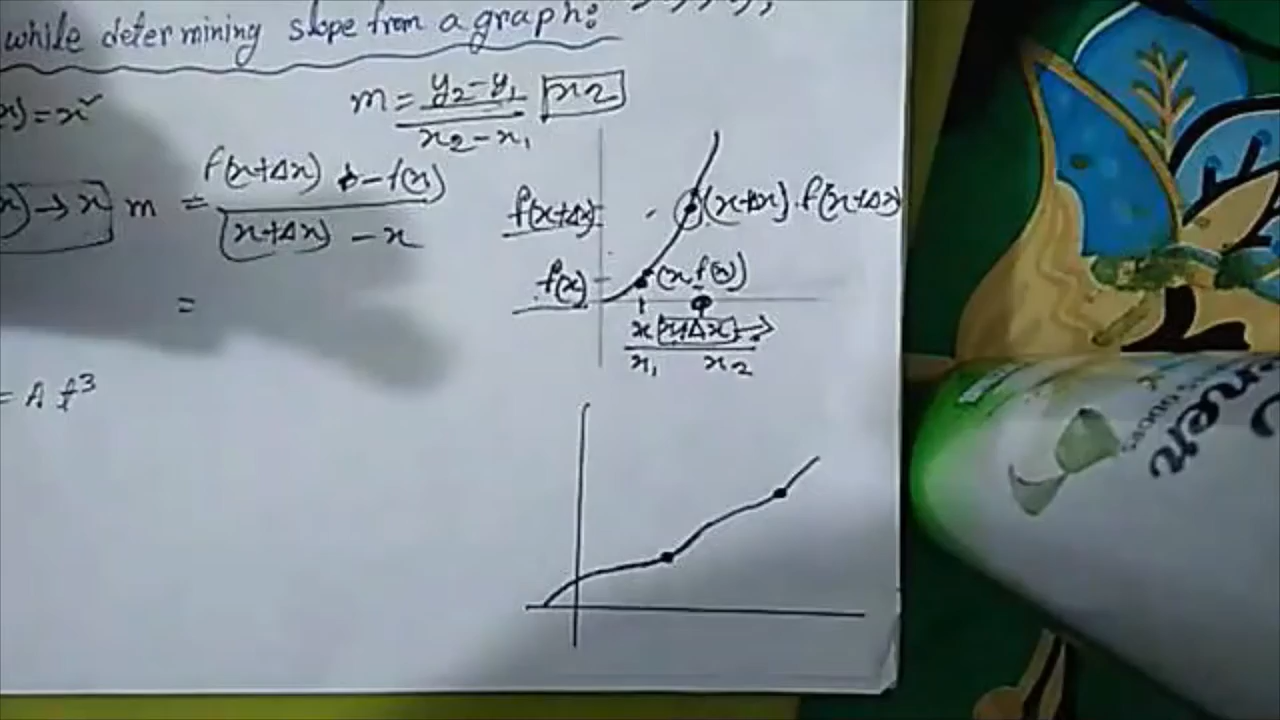 while determining slope from a graph:
x) = x²
m = y₂-y₁ / x₂-x₁
x₂
x) → x
m = f(x+Δx) - f(x) / (x+Δx) - x
=
= A t³
f(x+Δx)
(x+Δx), f(x+Δx)
f(x)
(x, f(x))
x x+Δx →
x₁ x₂